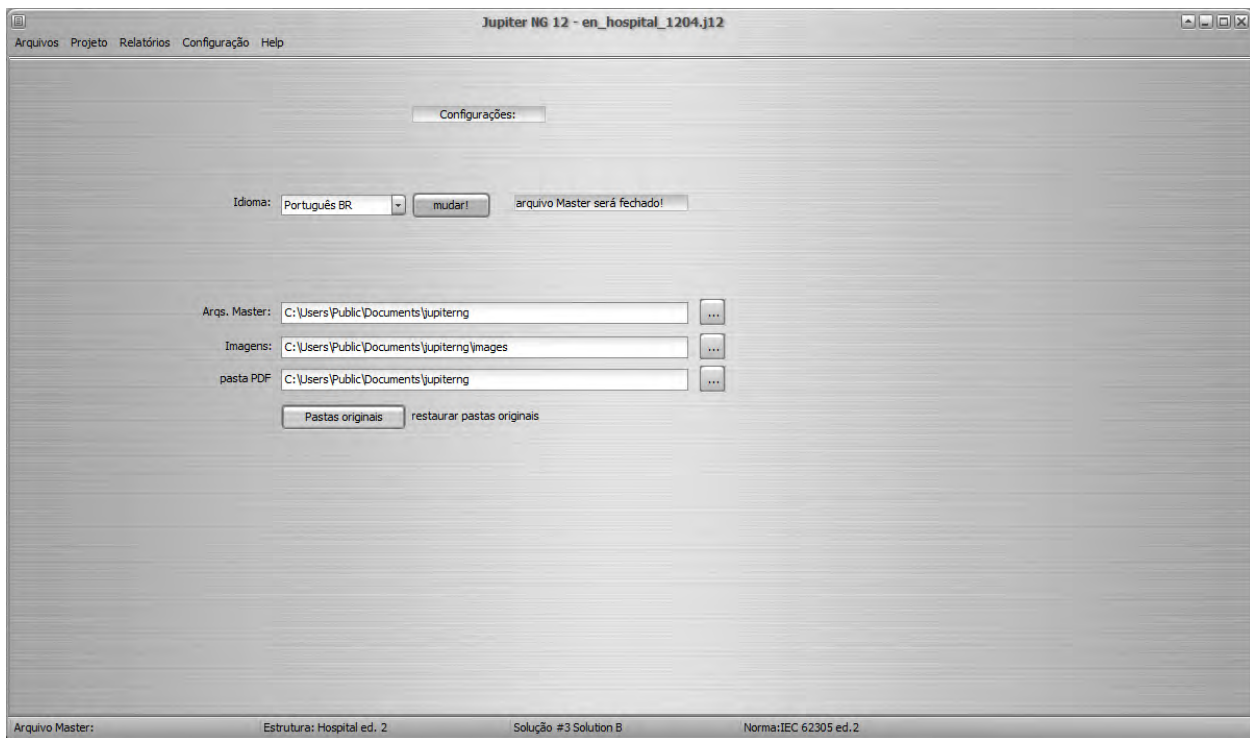 Jupiter NG 12 - en_hospital_1204.j12
Arquivos Projeto Relatórios Configuração Help
Configurações:
Idioma: Português BR mudar! arquivo Master será fechado!
Arqs. Master: C:\Users\Public\Documents\jupiterng ...
Imagens: C:\Users\Public\Documents\jupiterng\images ...
pasta PDF C:\Users\Public\Documents\jupiterng ...
Pastas originais restaurar pastas originais
Arquivo Master: Estrutura: Hospital ed. 2 Solução #3 Solution B Norma:IEC 62305 ed.2